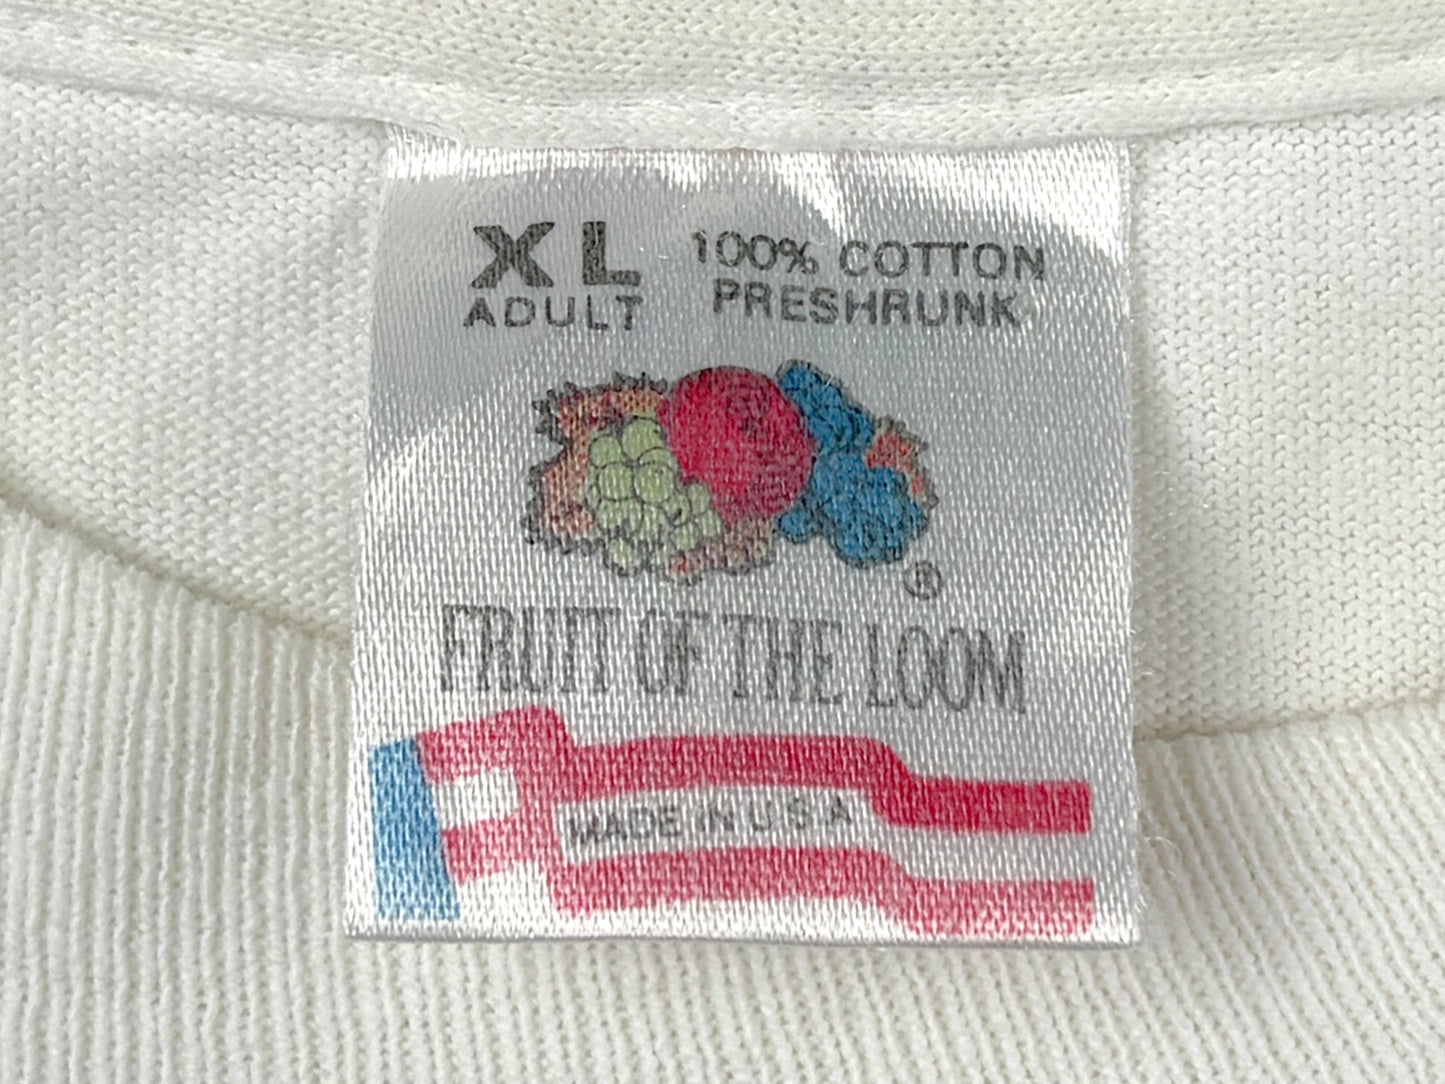 XL 100% COTTON
ADULT PRESHRUNK
®
FRUIT OF THE LOOM
MADE IN U.S.A